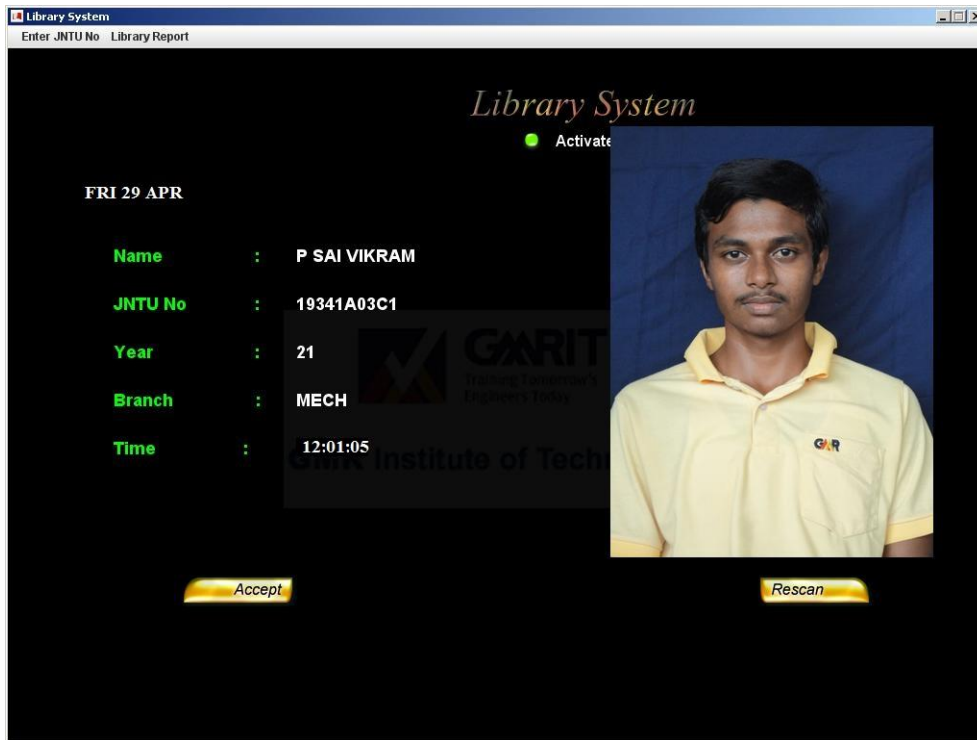 Library System
Enter JNTU No Library Report
Library System
Activate
FRI 29 APR
Name : P SAI VIKRAM
JNTU No : 19341A03C1
Year : 21
Branch : MECH
Time : 12:01:05
GMRIT
Training Tomorrow's
Engineers Today
GMR Institute of Tech
GMR
Accept
Rescan